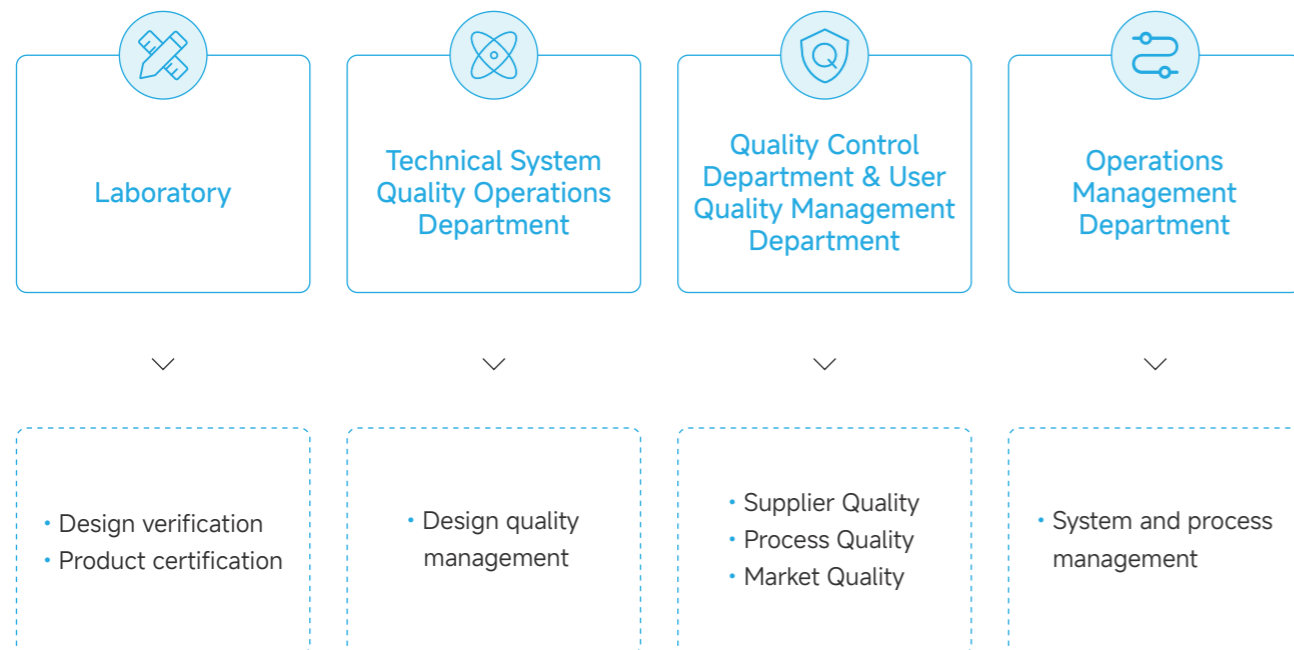 Laboratory
Technical System
Quality Operations
Department
Quality Control
Department & User
Quality Management
Department
Operations
Management
Department
• Design verification
• Product certification
• Design quality
management
• Supplier Quality
• Process Quality
• Market Quality
• System and process
management